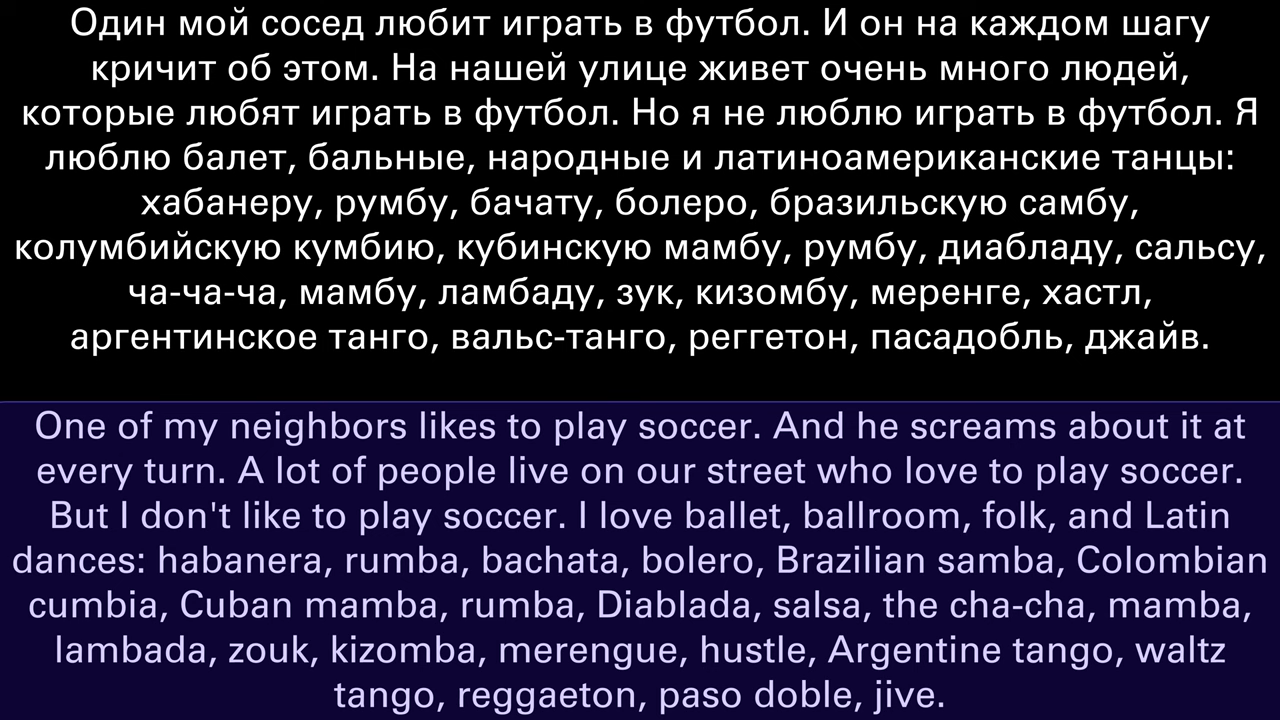 Один мой сосед любит играть в футбол. И он на каждом шагу
кричит об этом. На нашей улице живет очень много людей,
которые любят играть в футбол. Но я не люблю играть в футбол. Я
люблю балет, бальные, народные и латиноамериканские танцы:
хабанеру, румбу, бачату, болеро, бразильскую самбу,
колумбийскую кумбию, кубинскую мамбу, румбу, диабладу, сальсу,
ча-ча-ча, мамбу, ламбаду, зук, кизомбу, меренге, хастл,
аргентинское танго, вальс-танго, реггетон, пасадобль, джайв.
One of my neighbors likes to play soccer. And he screams about it at
every turn. A lot of people live on our street who love to play soccer.
But I don't like to play soccer. I love ballet, ballroom, folk, and Latin
dances: habanera, rumba, bachata, bolero, Brazilian samba, Colombian
cumbia, Cuban mamba, rumba, Diablada, salsa, the cha-cha, mamba,
lambada, zouk, kizomba, merengue, hustle, Argentine tango, waltz
tango, reggaeton, paso doble, jive.